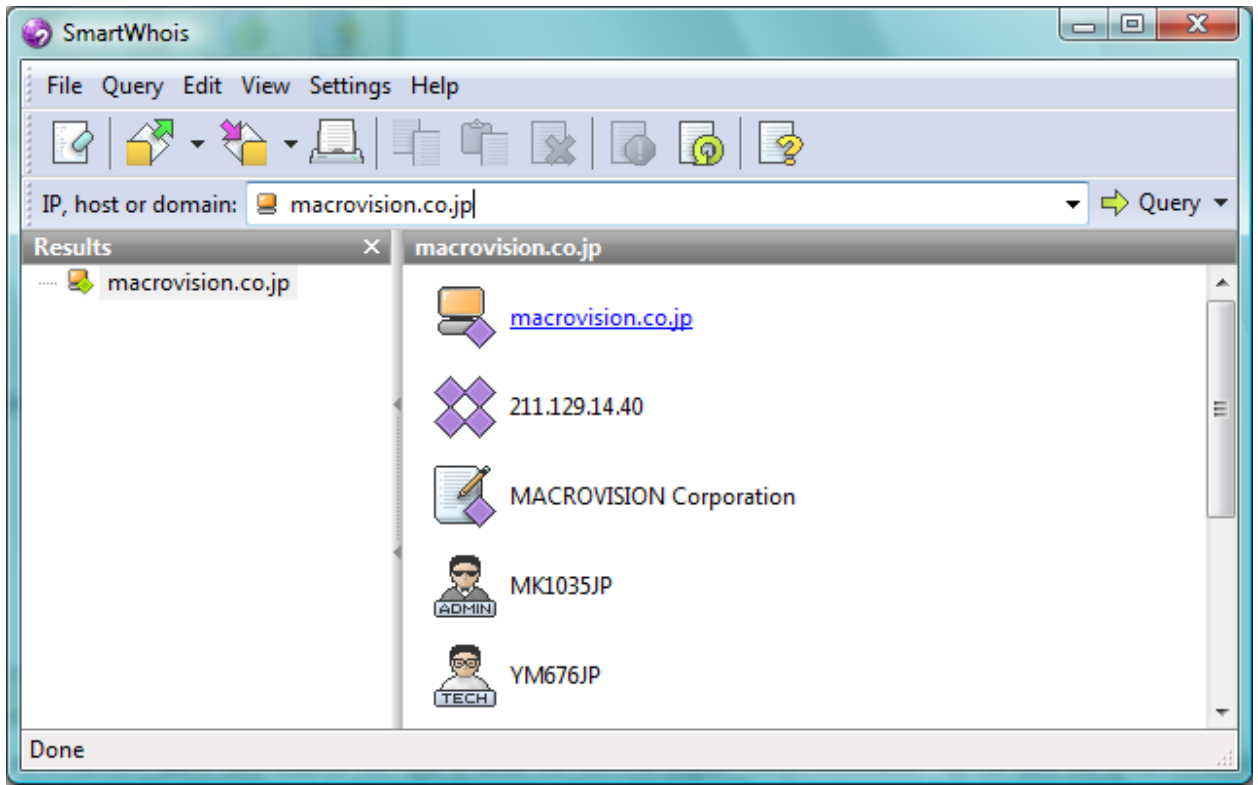 SmartWhois
File Query Edit View Settings Help
IP, host or domain: macrovision.co.jp Query
Results macrovision.co.jp
macrovision.co.jp
macrovision.co.jp
211.129.14.40
MACROVISION Corporation
ADMIN MK1035JP
TECH YM676JP
Done